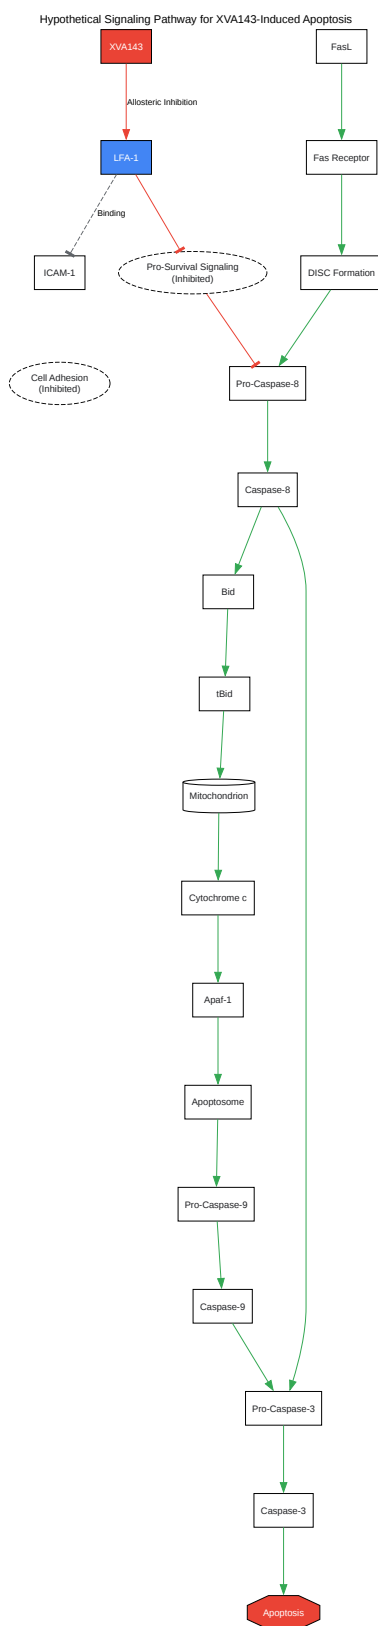 Hypothetical Signaling Pathway for XVA143-Induced Apoptosis
XVA143
FasL
Allosteric Inhibition
LFA-1
Fas Receptor
Binding
ICAM-1
Pro-Survival Signaling
(Inhibited)
DISC Formation
Cell Adhesion
(Inhibited)
Pro-Caspase-8
Caspase-8
Bid
tBid
Mitochondrion
Cytochrome c
Apaf-1
Apoptosome
Pro-Caspase-9
Caspase-9
Pro-Caspase-3
Caspase-3
Apoptosis